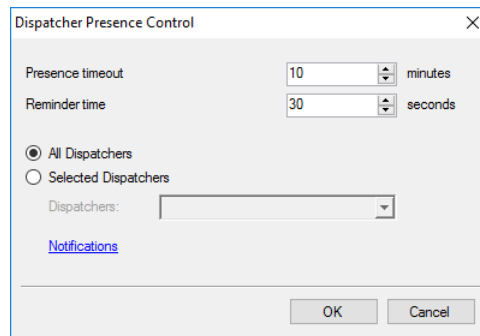 Dispatcher Presence Control
Presence timeout 10 minutes
Reminder time 30 seconds
All Dispatchers
Selected Dispatchers
Dispatchers:
Notifications
OK Cancel